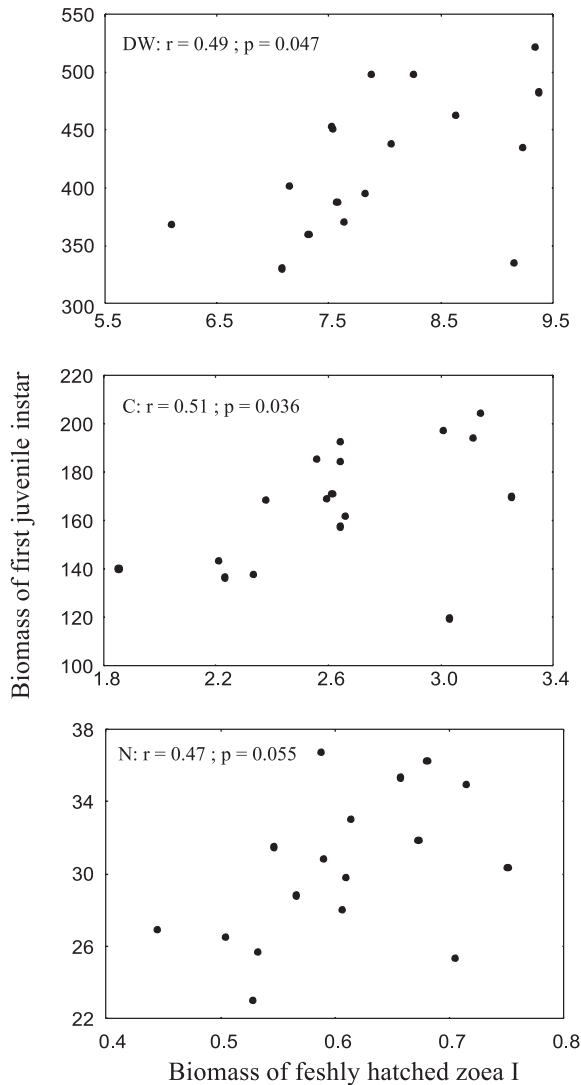 550
DW: r = 0.49 ; p = 0.047
500
450
400
350
300
5.5 6.5 7.5 8.5 9.5
Biomass of first juvenile instar
220
C: r = 0.51 ; p = 0.036
200
180
160
140
120
100
1.8 2.2 2.6 3.0 3.4
38
N: r = 0.47 ; p = 0.055
34
30
26
22
0.4 0.5 0.6 0.7 0.8
Biomass of feshly hatched zoea I